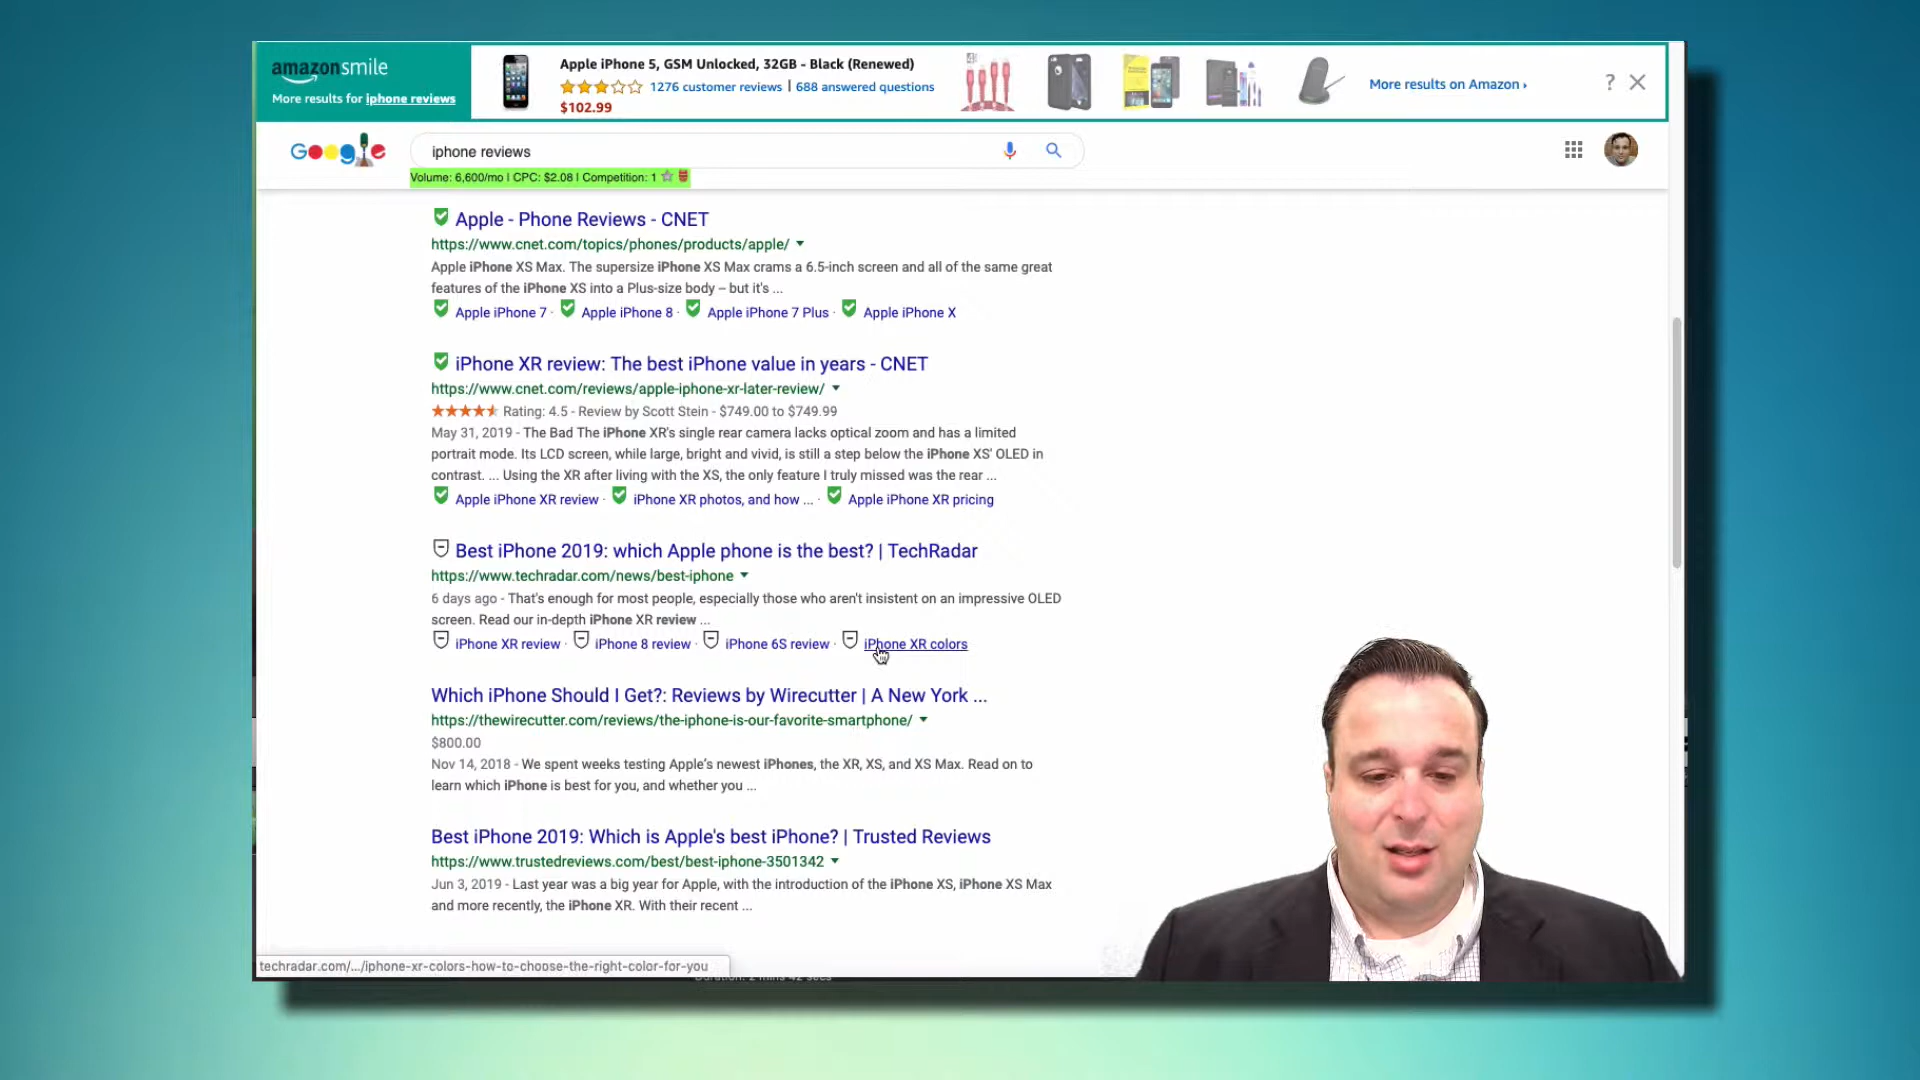 amazonsmile
More results for iphone reviews
Apple iPhone 5, GSM Unlocked, 32GB - Black (Renewed)
1276 customer reviews | 688 answered questions
$102.99
More results on Amazon ›
?
Google
iphone reviews
Volume: 6,600/mo | CPC: $2.08 | Competition: 1
Apple - Phone Reviews - CNET
https://www.cnet.com/topics/phones/products/apple/
Apple iPhone XS Max. The supersize iPhone XS Max crams a 6.5-inch screen and all of the same great
features of the iPhone XS into a Plus-size body – but it's ...
Apple iPhone 7 · Apple iPhone 8 · Apple iPhone 7 Plus · Apple iPhone X
iPhone XR review: The best iPhone value in years - CNET
https://www.cnet.com/reviews/apple-iphone-xr-later-review/
Rating: 4.5 - Review by Scott Stein - $749.00 to $749.99
May 31, 2019 - The Bad The iPhone XR's single rear camera lacks optical zoom and has a limited
portrait mode. Its LCD screen, while large, bright and vivid, is still a step below the iPhone XS' OLED in
contrast. ... Using the XR after living with the XS, the only feature I truly missed was the rear ...
Apple iPhone XR review · iPhone XR photos, and how ... · Apple iPhone XR pricing
Best iPhone 2019: which Apple phone is the best? | TechRadar
https://www.techradar.com/news/best-iphone
6 days ago - That's enough for most people, especially those who aren't insistent on an impressive OLED
screen. Read our in-depth iPhone XR review ...
iPhone XR review · iPhone 8 review · iPhone 6S review · iPhone XR colors
Which iPhone Should I Get?: Reviews by Wirecutter | A New York ...
https://thewirecutter.com/reviews/the-iphone-is-our-favorite-smartphone/
$800.00
Nov 14, 2018 - We spent weeks testing Apple's newest iPhones, the XR, XS, and XS Max. Read on to
learn which iPhone is best for you, and whether you ...
Best iPhone 2019: Which is Apple's best iPhone? | Trusted Reviews
https://www.trustedreviews.com/best/best-iphone-3501342
Jun 3, 2019 - Last year was a big year for Apple, with the introduction of the iPhone XS, iPhone XS Max
and more recently, the iPhone XR. With their recent ...
techradar.com/.../iphone-xr-colors-how-to-choose-the-right-color-for-you